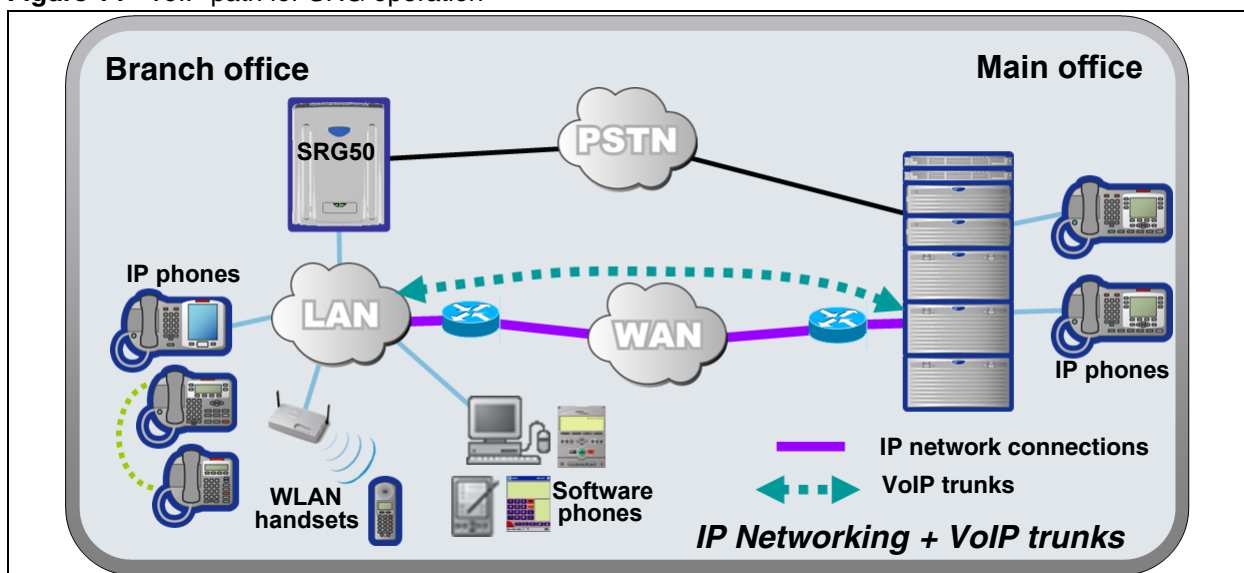 Branch office
Main office
SRG50
PSTN
IP phones
LAN
WAN
IP phones
WLAN
handsets
Software
phones
IP network connections
VoIP trunks
IP Networking + VoIP trunks